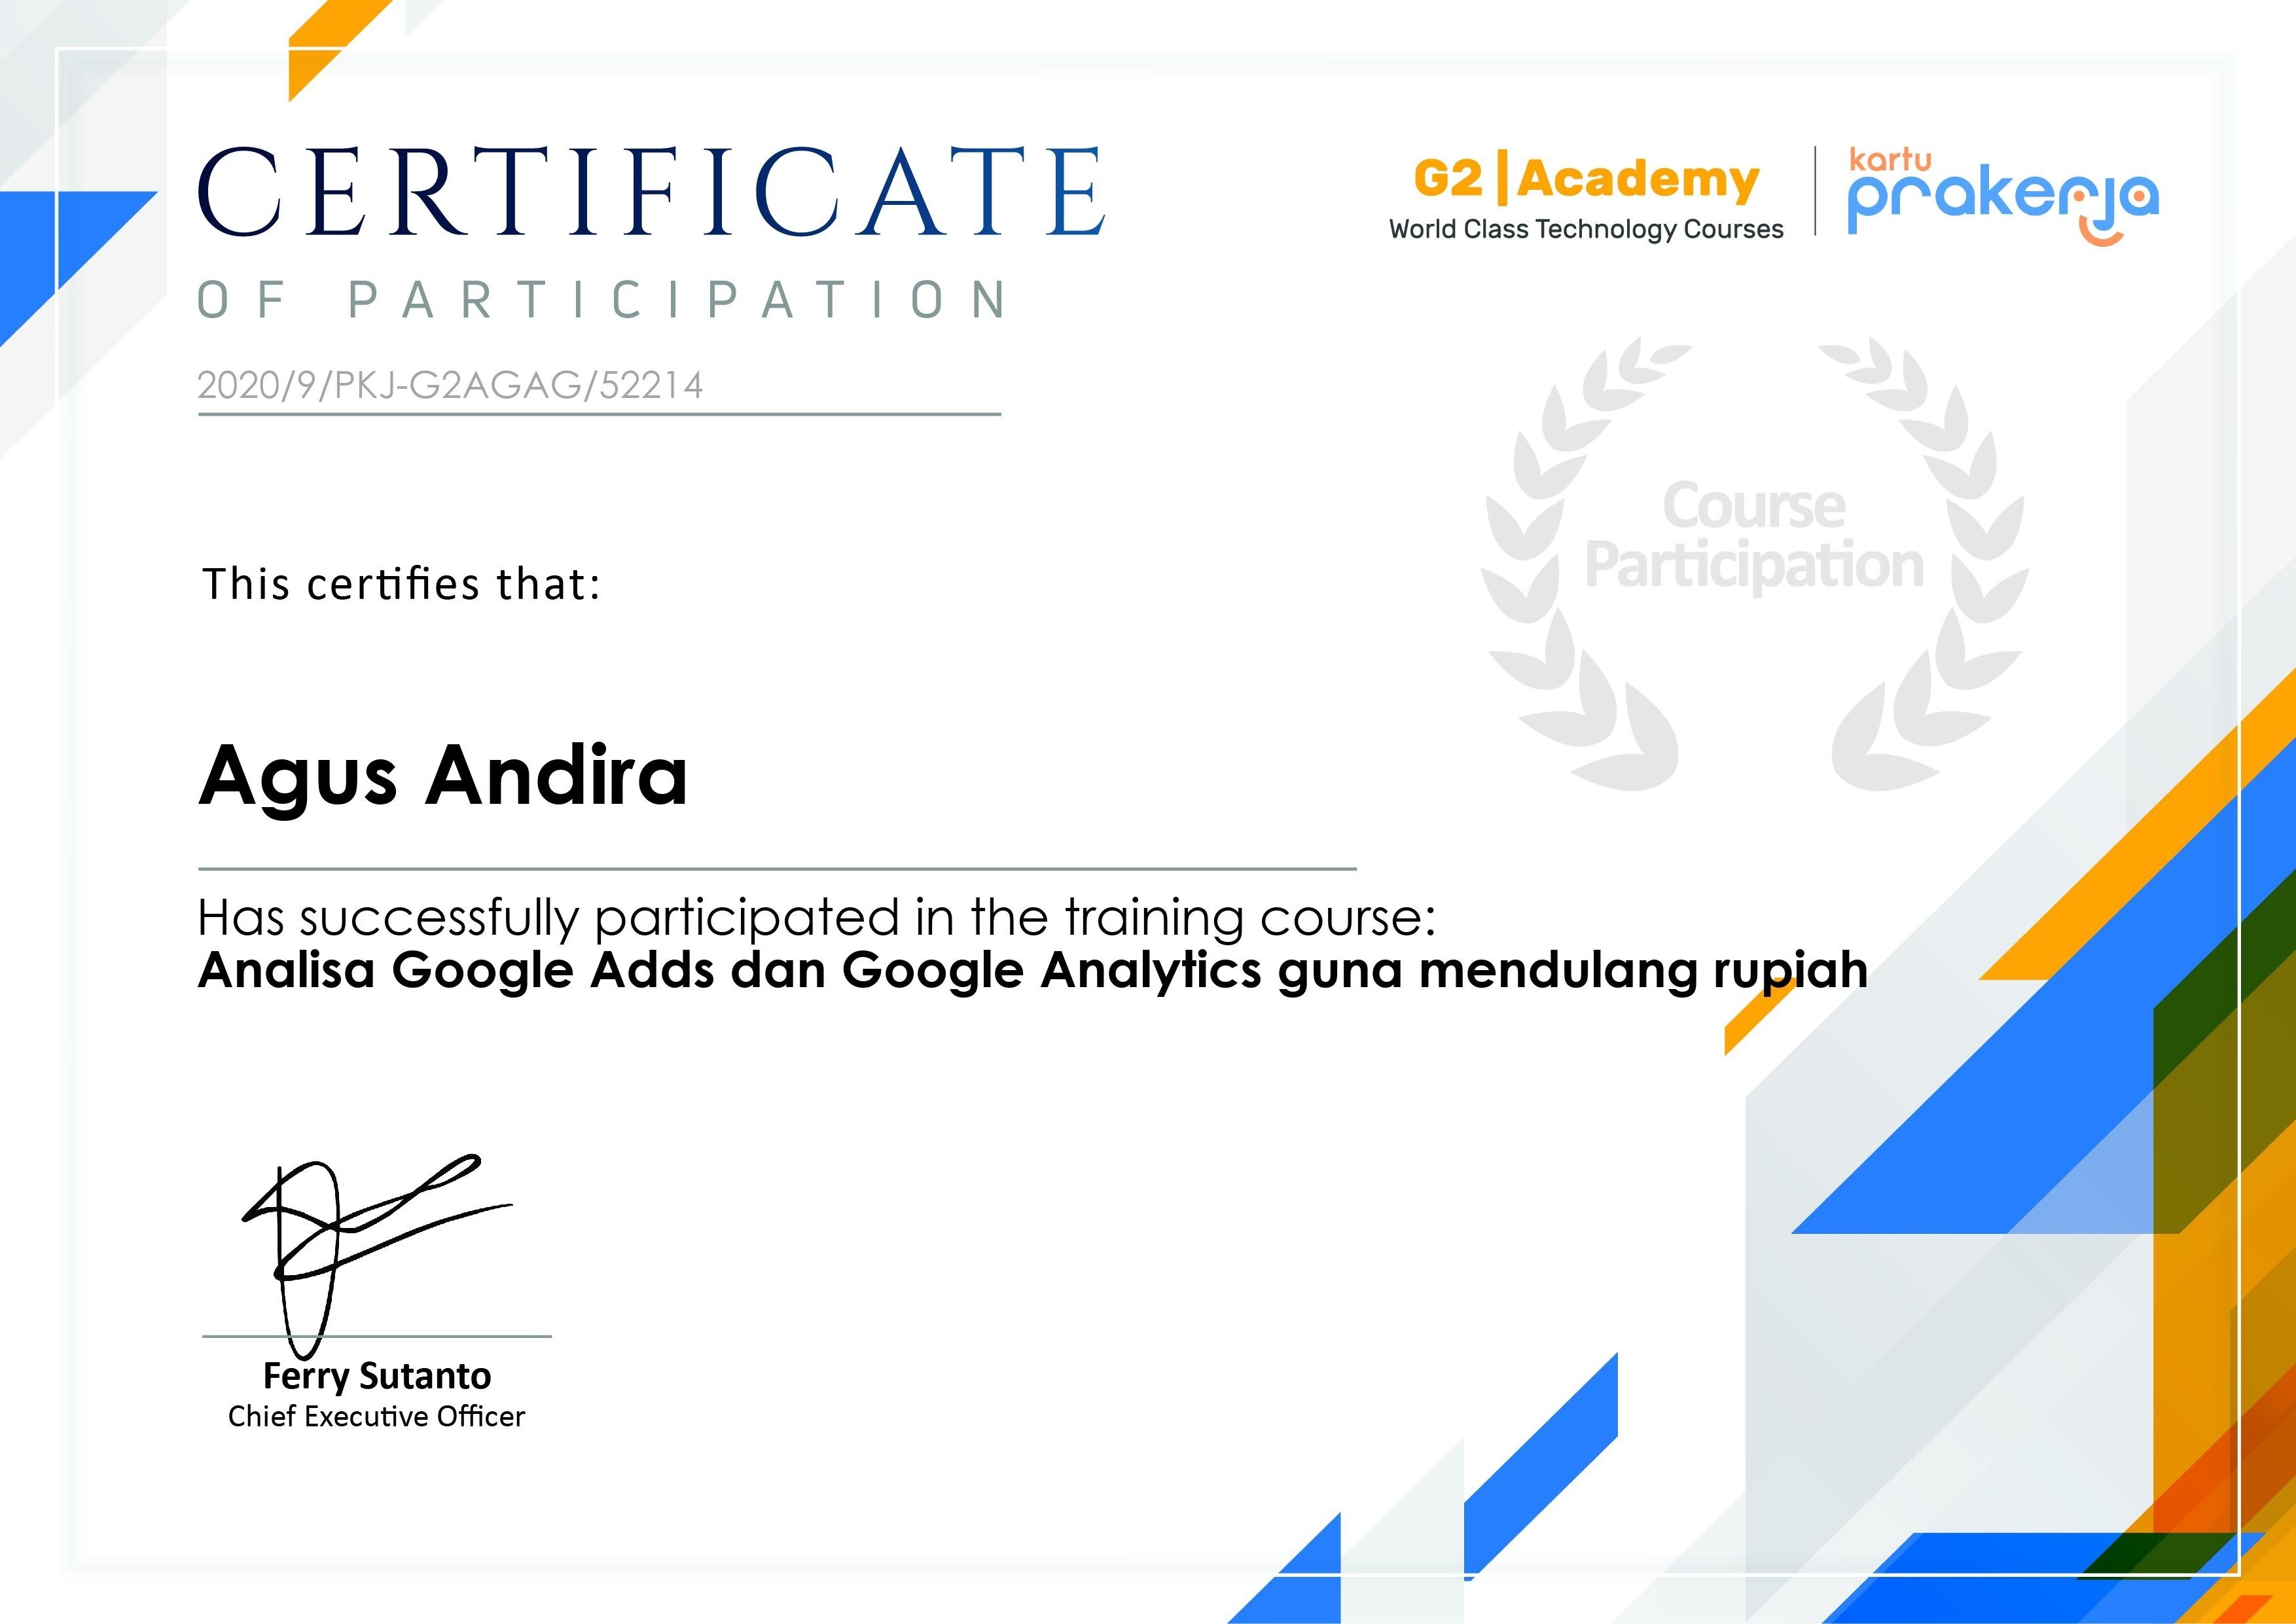 CERTIFICATE
OF PARTICIPATION
2020/9/PKJ-G2AGAG/52214
G2|Academy
World Class Technology Courses
kartu
prakerja
Course
Participation
This certifies that:
Agus Andira
Has successfully participated in the training course:
Analisa Google Adds dan Google Analytics guna mendulang rupiah
Ferry Sutanto
Chief Executive Officer